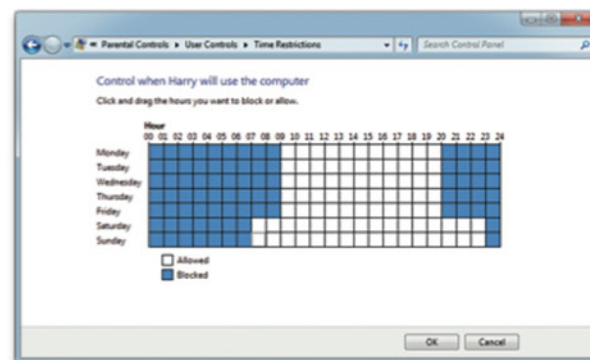 Parental Controls ▸ User Controls ▸ Time Restrictions
Search Control Panel
Control when Harry will use the computer
Click and drag the hours you want to block or allow.
Hour
00 01 02 03 04 05 06 07 08 09 10 11 12 13 14 15 16 17 18 19 20 21 22 23 24
Monday
Tuesday
Wednesday
Thursday
Friday
Saturday
Sunday
Allowed
Blocked
OK Cancel